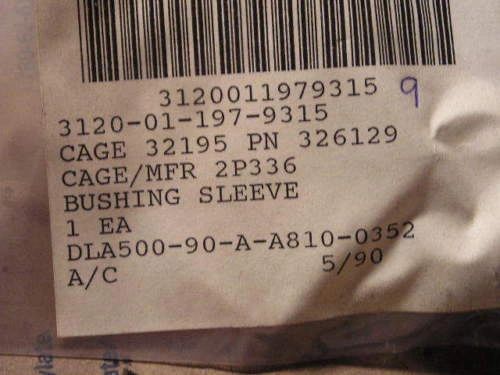 3120011979315 9
3120-01-197-9315
CAGE 32195 PN 326129
CAGE/MFR 2P336
BUSHING SLEEVE
1 EA
DLA500-90-A-A810-0352
A/C 5/90